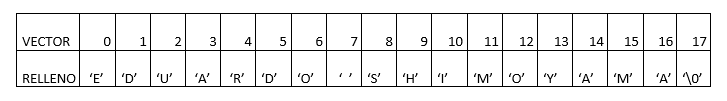 VECTOR 0 1 2 3 4 5 6 7 8 9 10 11 12 13 14 15 16 17
RELLENO ‘E’ ‘D’ ‘U’ ‘A’ ‘R’ ‘D’ ‘O’ ‘ ’ ‘S’ ‘H’ ‘I’ ‘M’ ‘O’ ‘Y’ ‘A’ ‘M’ ‘A’ ‘\0’